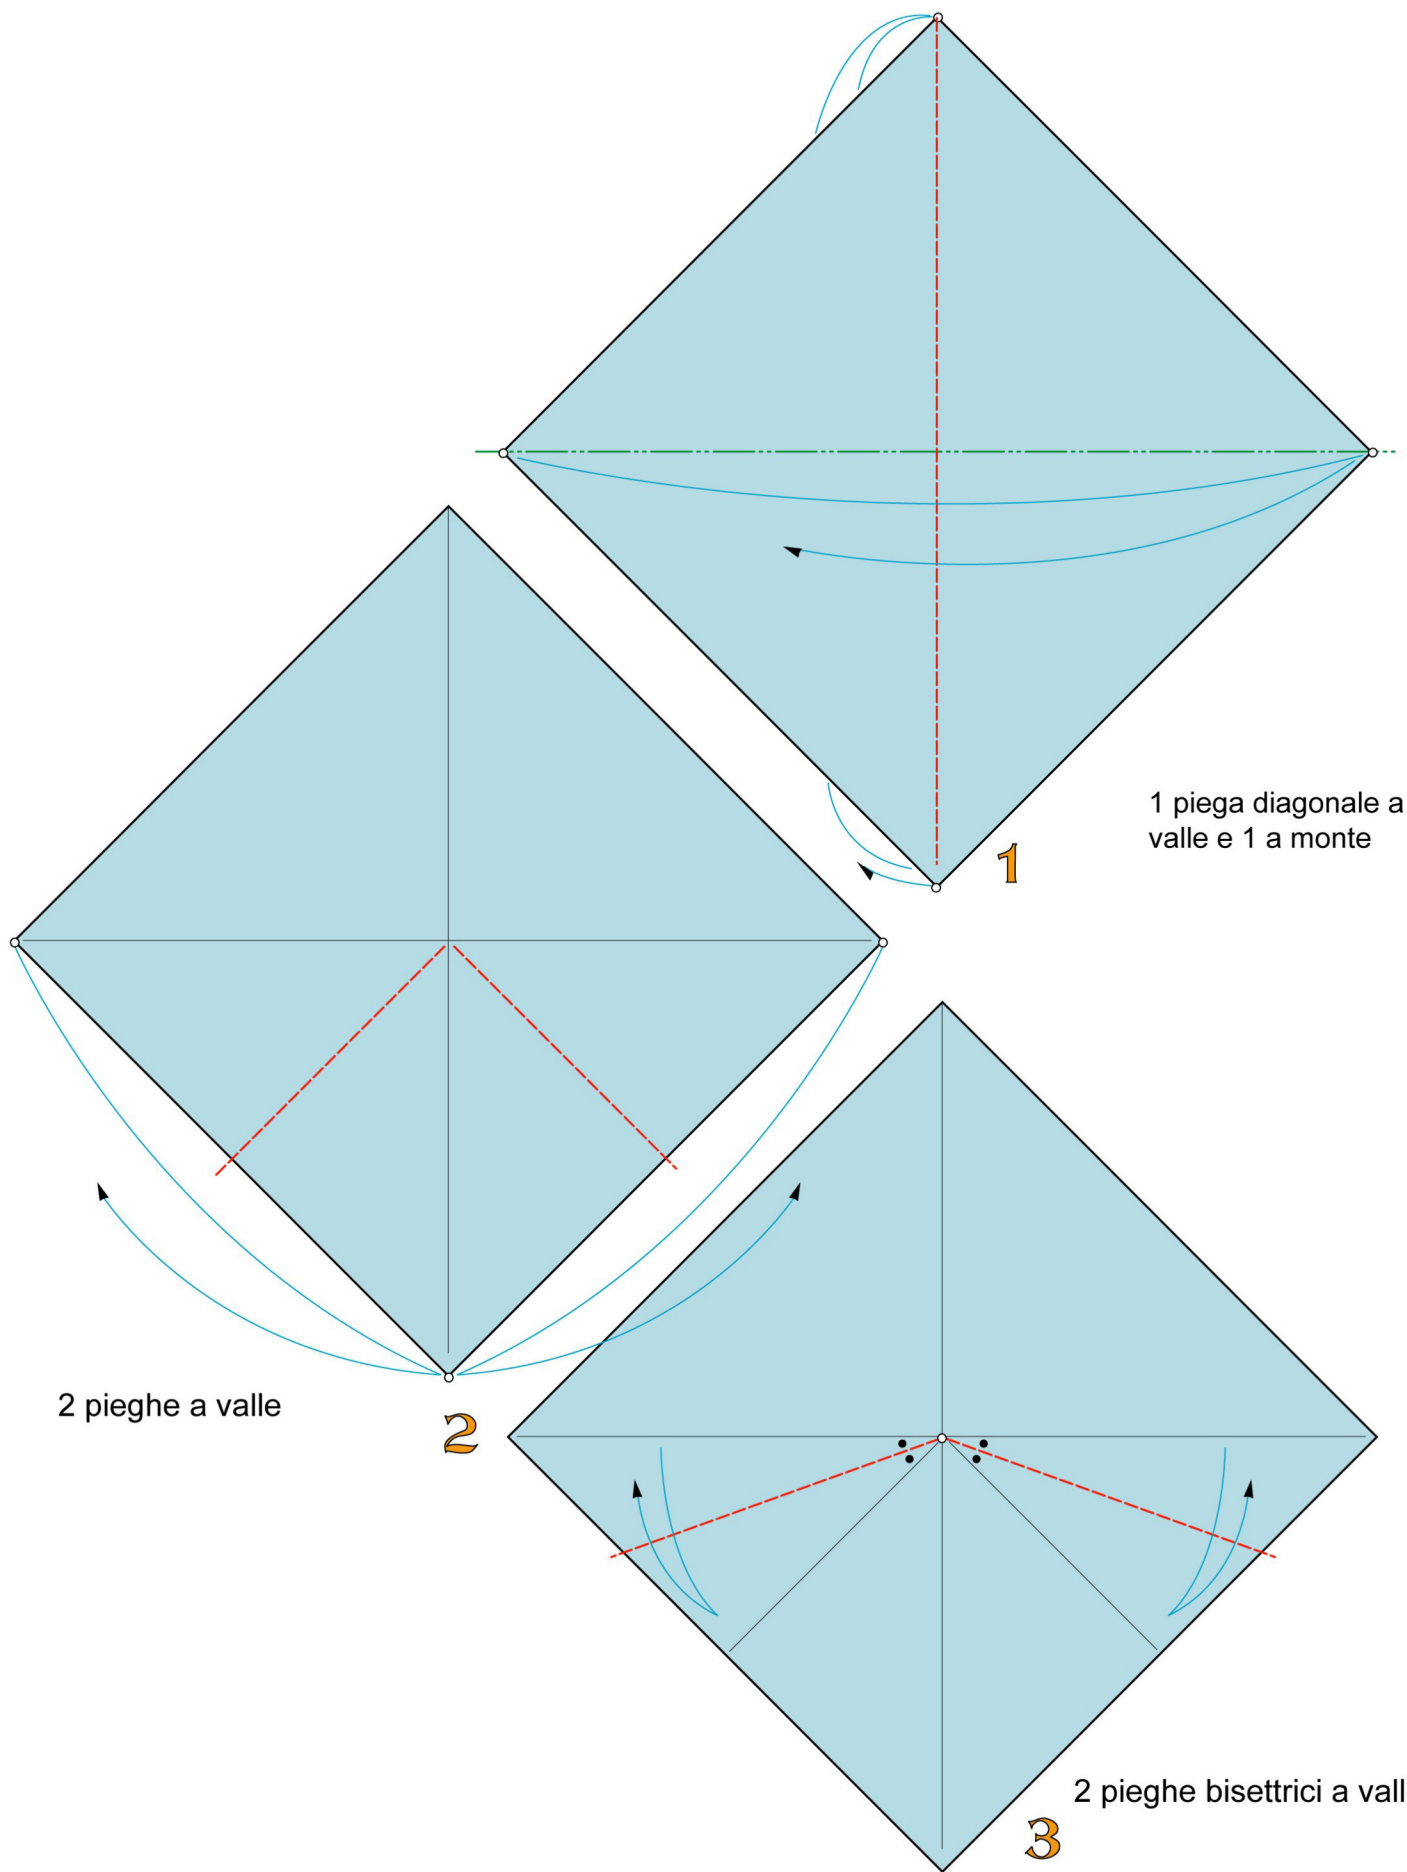 1 piega diagonale a
valle e 1 a monte
1
2 pieghe a valle
2
2 pieghe bisettrici a vall
3